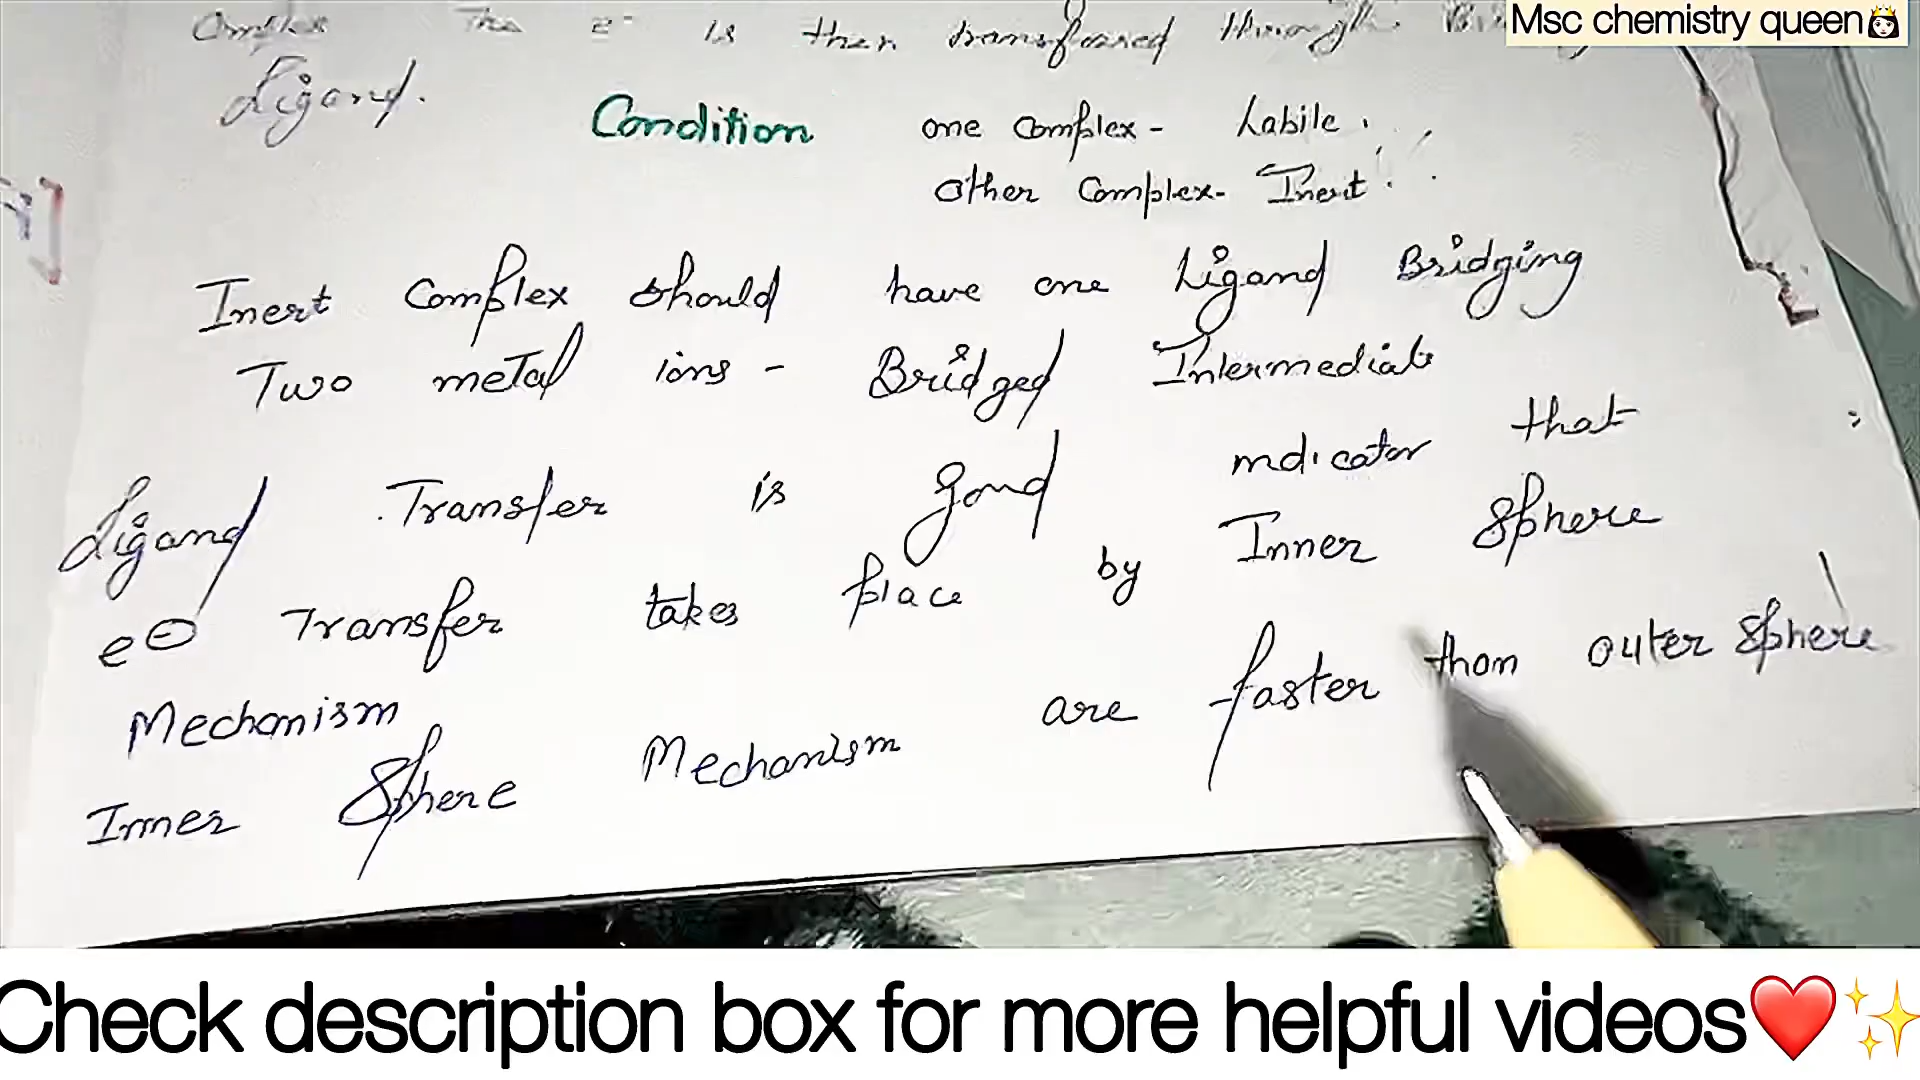 Msc chemistry queen👸🏻
Complex The e⁻ is then transferred through
Ligand.
Condition one complex - Labile.
other complex - Inert.
Inert complex should have one Ligand Bridging
Two metal ions - Bridged Intermediate
Ligand Transfer is good indicator that
e⊖ Transfer takes place by Inner Sphere
Mechanism
Inner Sphere Mechanism are faster than outer Sphere
Check description box for more helpful videos❤️✨